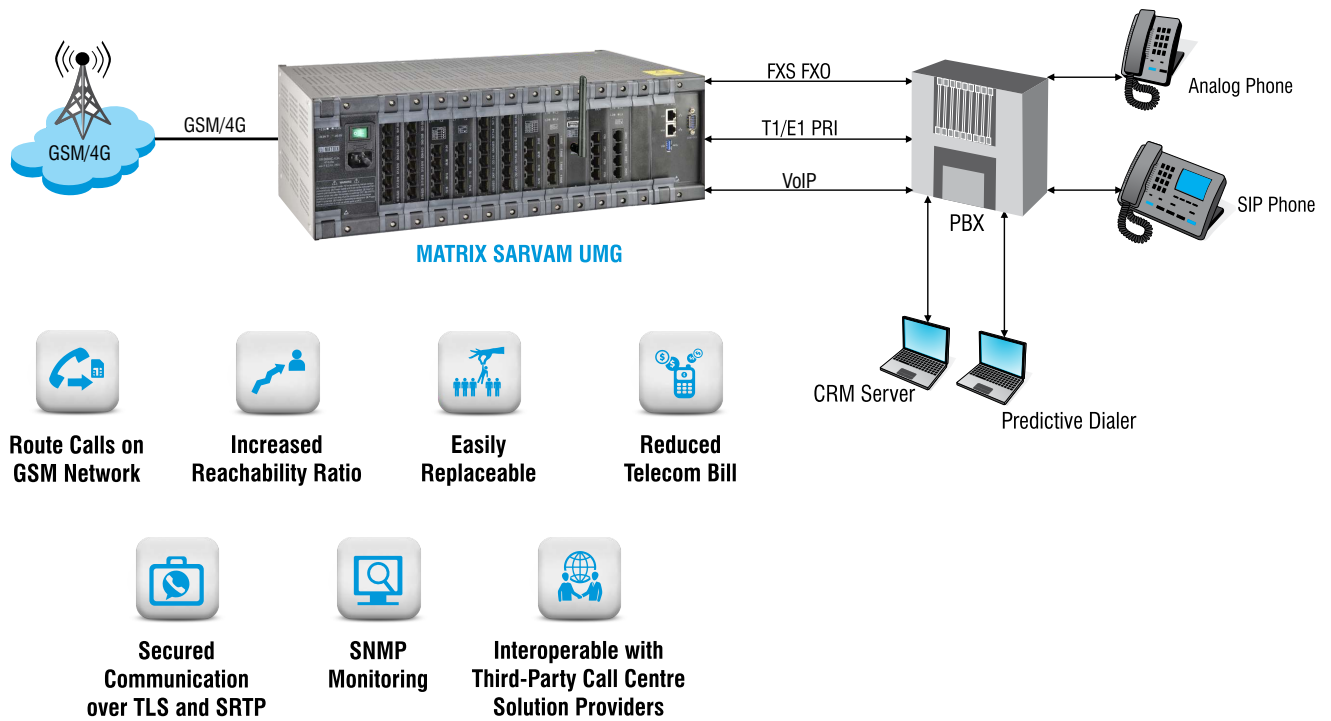 GSM/4G
GSM/4G
FXS FXO
T1/E1 PRI
VoIP
Analog Phone
SIP Phone
PBX
MATRIX SARVAM UMG
CRM Server
Predictive Dialer
Route Calls on
GSM Network
Increased
Reachability Ratio
Easily
Replaceable
Reduced
Telecom Bill
Secured
Communication
over TLS and SRTP
SNMP
Monitoring
Interoperable with
Third-Party Call Centre
Solution Providers